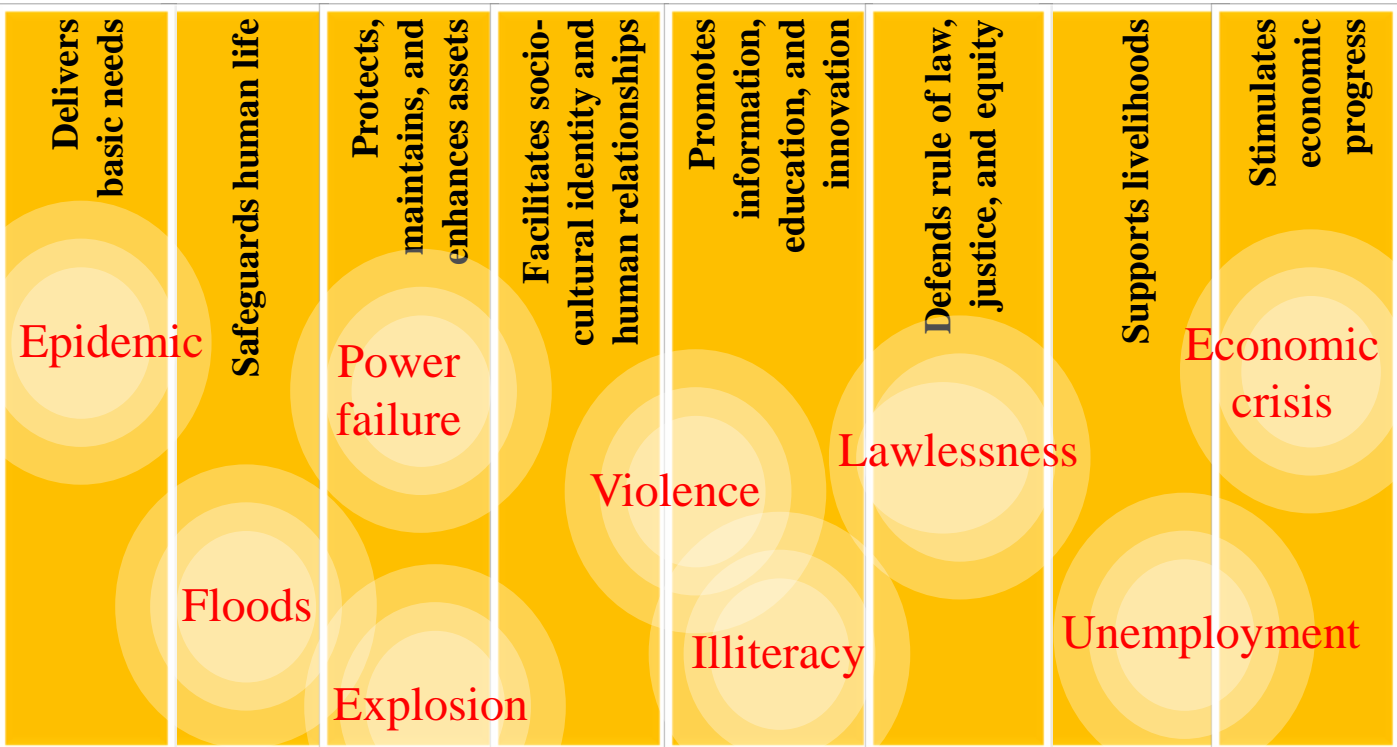 Delivers
basic needs
Safeguards human life
Protects,
maintains, and
enhances assets
Facilitates socio-
cultural identity and
human relationships
Promotes
information,
education, and
innovation
Defends rule of law,
justice, and equity
Supports livelihoods
Stimulates
economic
progress
Epidemic
Power
failure
Economic
crisis
Violence
Lawlessness
Floods
Illiteracy
Unemployment
Explosion